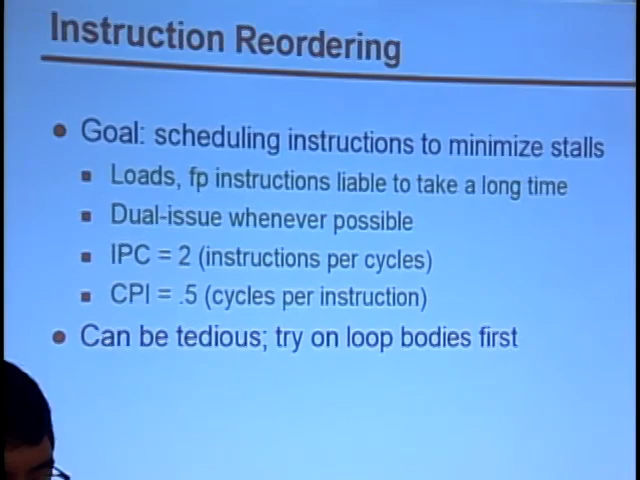 Instruction Reordering
Goal: scheduling instructions to minimize stalls
Loads, fp instructions liable to take a long time
Dual-issue whenever possible
IPC = 2 (instructions per cycles)
CPI = .5 (cycles per instruction)
Can be tedious; try on loop bodies first